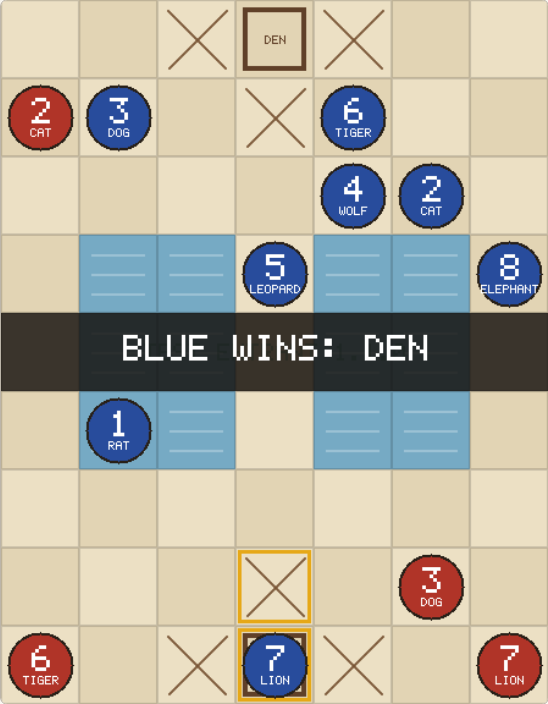 DEN
2
CAT
3
DOG
6
TIGER
4
WOLF
2
CAT
5
LEOPARD
8
ELEPHANT
BLUE WINS: DEN
1
RAT
3
DOG
6
TIGER
7
LION
7
LION